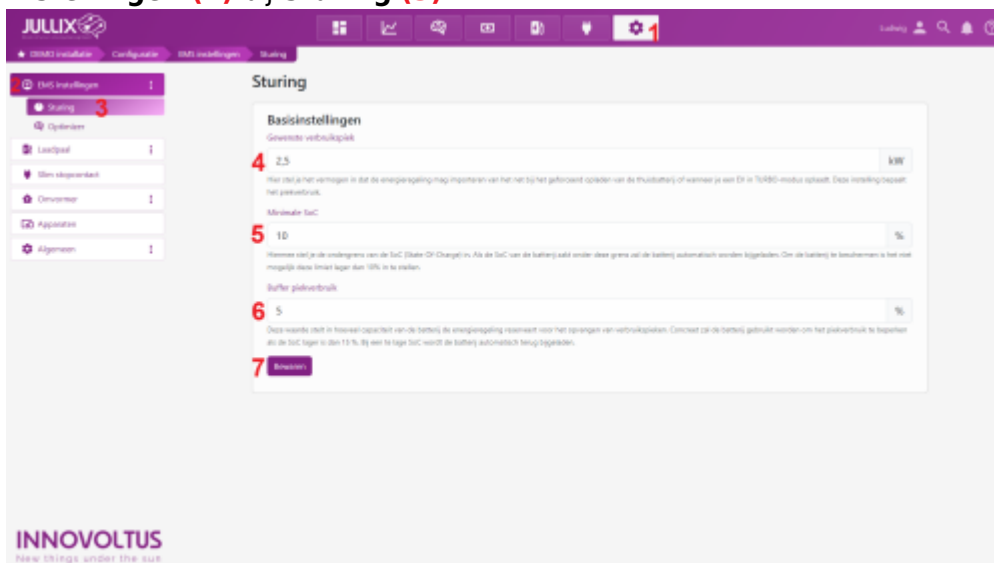 JULLIX
1
Ludwig
DEMO installatie
Configuratie
EMS instellingen
Sturing
2
EMS instellingen
Sturing
3
Optimizer
Laadpaal
Slim stopcontact
Omvormer
Apparaten
Algemeen
Sturing
Basisinstellingen
Gewenste verbruikspiek
4
2,5
kW
Hier stel je het vermogen in dat de energieregeling mag importeren van het net bij het geforceerd opladen van de thuisbatterij of wanneer je een EV in TURBO-modus oplaadt. Deze instelling bepaalt
het piekverbruik.
Minimale SoC
5
10
%
Hiermee stel je de ondergrens van de SoC (State Of Charge) in. Als de SoC van de batterij zakt onder deze grens zal de batterij automatisch worden bijgeladen. Om de batterij te beschermen is het niet
mogelijk deze limiet lager dan 10% in te stellen.
Buffer piekverbruik
6
5
%
Deze waarde stelt in hoeveel capaciteit van de batterij de energieregeling reserveert voor het opvangen van verbruikspieken. Concreet zal de batterij gebruikt worden om het piekverbruik te beperken
als de SoC lager is dan 15 %. Bij een te lage SoC wordt de batterij automatisch terug bijgeladen.
7
Bewaren
INNOVOLTUS
New things under the sun